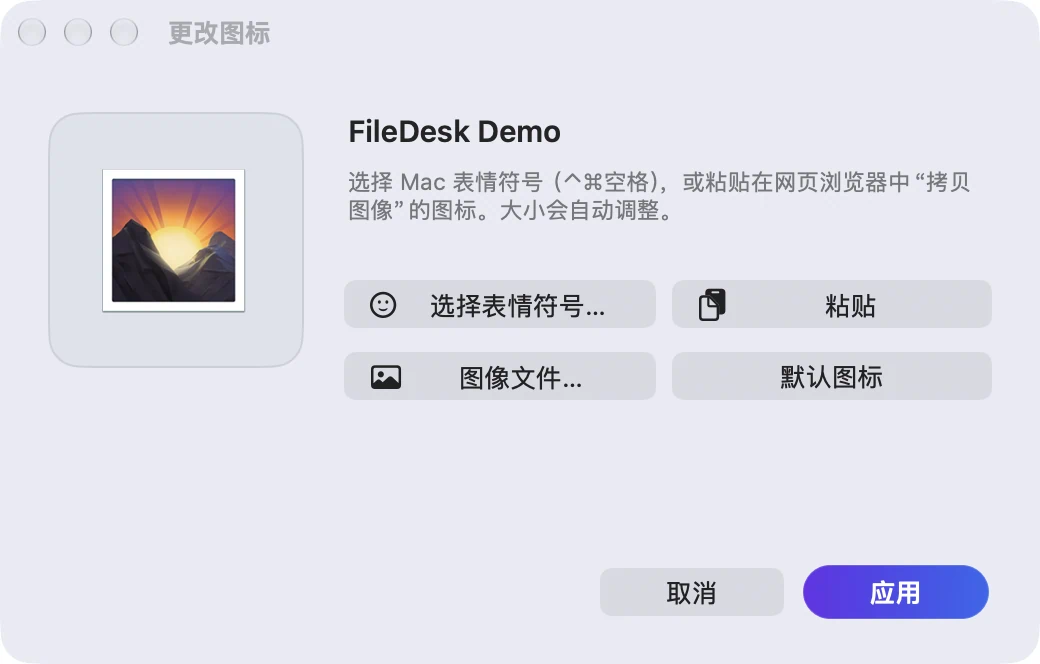 更改图标
FileDesk Demo
选择 Mac 表情符号 (^⌘空格)，或粘贴在网页浏览器中“拷贝
图像”的图标。大小会自动调整。
选择表情符号...
粘贴
图像文件...
默认图标
取消
应用